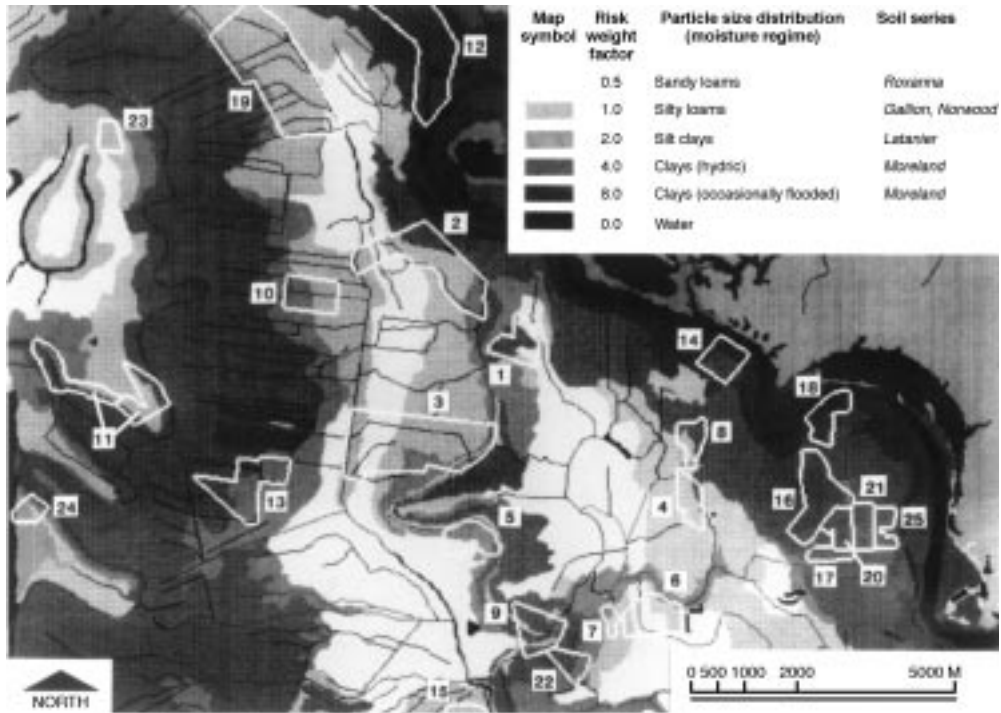 Map symbol Risk weight factor Particle size distribution (moisture regime) Soil series
0.5 Sandy loams Roxanna
1.0 Silty loams Gallion, Norwood
2.0 Silt clays Latanier
4.0 Clays (hydric) Moreland
8.0 Clays (occasionally flooded) Moreland
0.0 Water
12
19
23
2
10
14
1
18
3
11
8
13
16
21
24
4
5
25
17
20
6
9
7
22
15
NORTH
0 500 1000 2000 5000 M